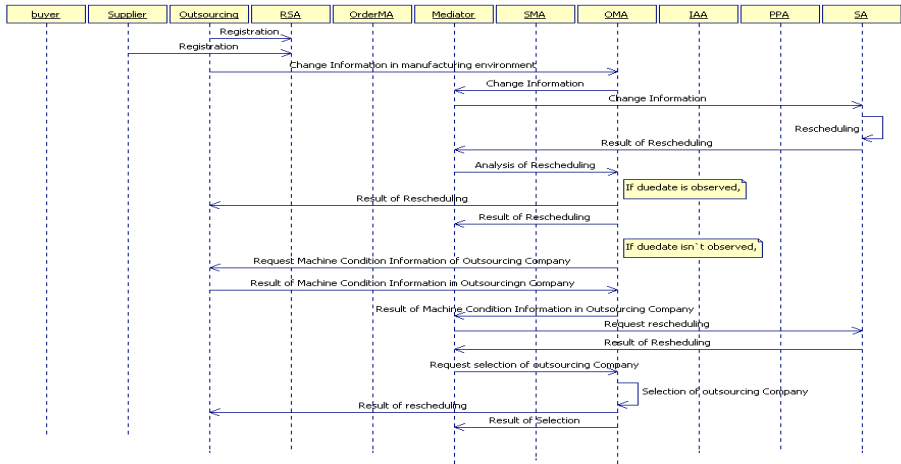 buyer
Supplier
Outsourcing
RSA
OrderMA
Mediator
SMA
OMA
IAA
PPA
SA
Registration
Registration
Change Information in manufacturing environment
Change Information
Change Information
Rescheduling
Result of Rescheduling
Analysis of Rescheduling
If duedate is observed,
Result of Rescheduling
Result of Rescheduling
If duedate isn`t observed,
Request Machine Condition Information of Outsourcing Company
Result of Machine Condition Information in Outsourcingn Company
Result of Machine Condition Information in Outsourcing Company
Request rescheduling
Result of Resheduling
Request selection of outsourcing Company
Selection of outsourcing Company
Result of rescheduling
Result of Selection